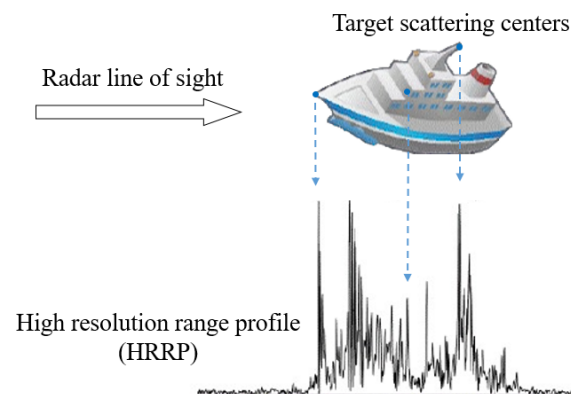 Target scattering centers
Radar line of sight
High resolution range profile
(HRRP)